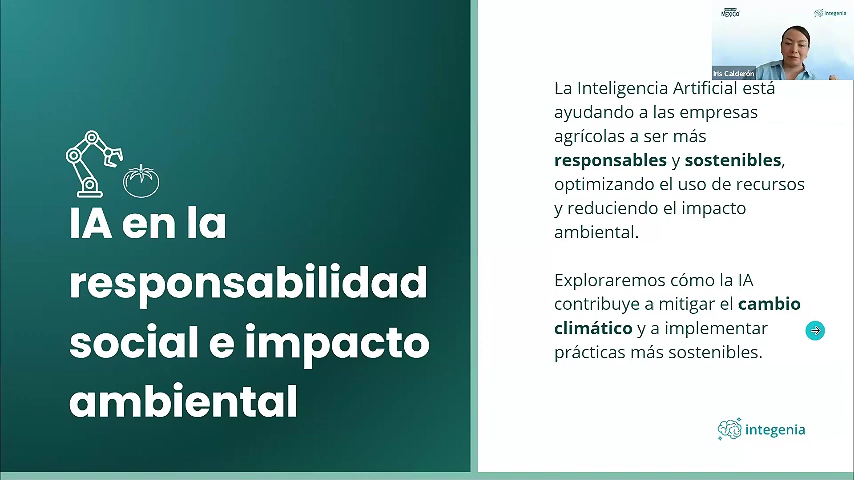 IA en la
responsabilidad
social e impacto
ambiental
MÉXICO
integenia
Iris Calderón
La Inteligencia Artificial está
ayudando a las empresas
agrícolas a ser más
responsables y sostenibles,
optimizando el uso de recursos
y reduciendo el impacto
ambiental.
Exploraremos cómo la IA
contribuye a mitigar el cambio
climático y a implementar
prácticas más sostenibles.
integenia